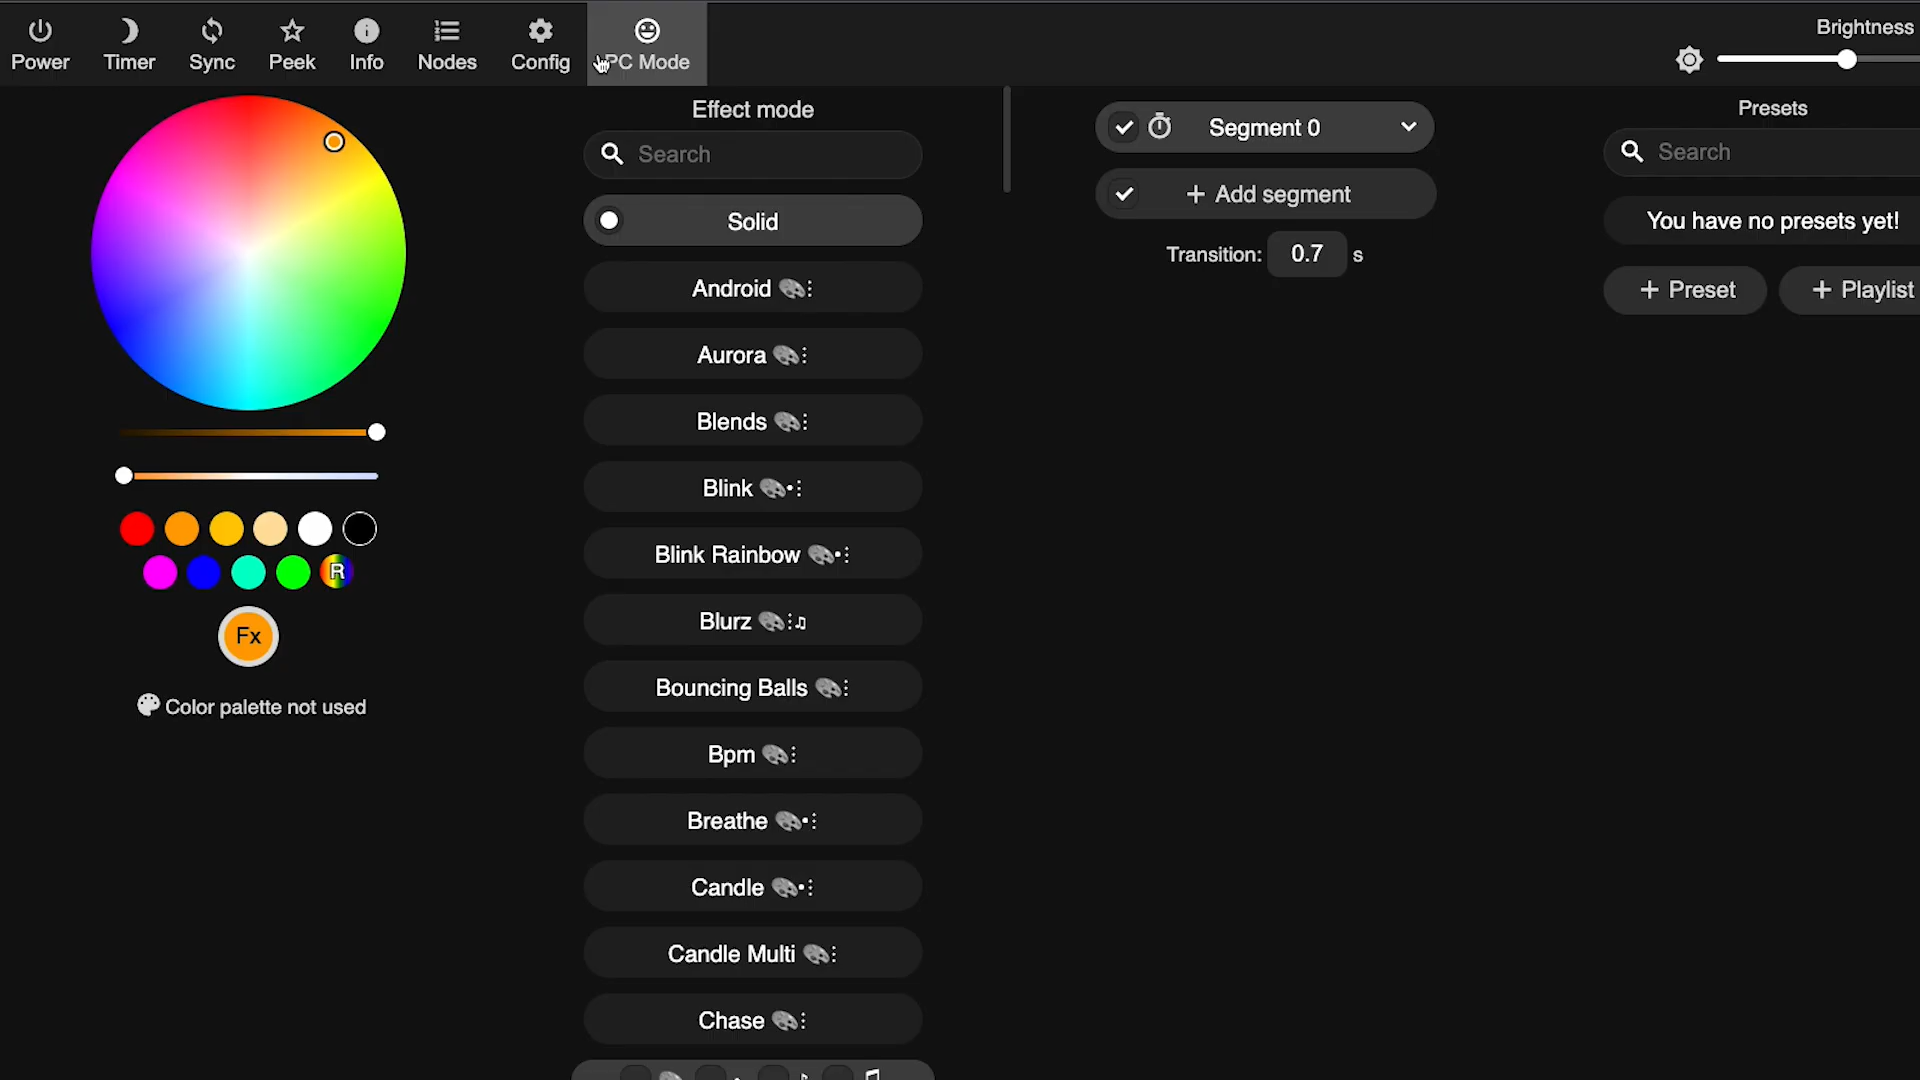 Power Timer Sync Peek Info Nodes Config PC Mode
Brightness
Effect mode
Search
Solid
Android
Aurora
Blends
Blink
Blink Rainbow
Blurz
Bouncing Balls
Bpm
Breathe
Candle
Candle Multi
Chase
R
Fx
Color palette not used
Segment 0
+ Add segment
Transition: 0.7 s
Presets
Search
You have no presets yet!
+ Preset + Playlist